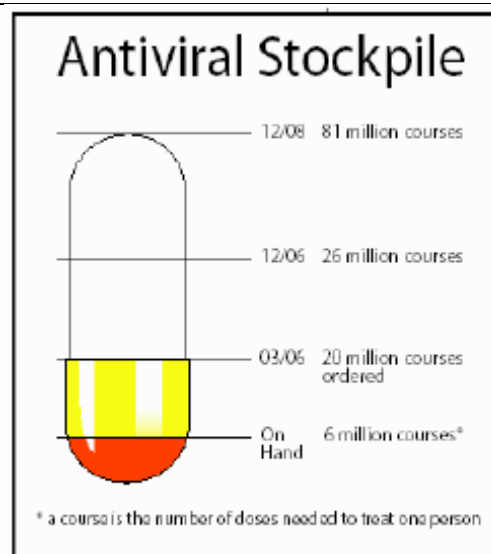 Antiviral Stockpile
12/08 81 million courses
12/06 26 million courses
03/06 20 million courses
ordered
On 6 million courses*
Hand
* a course is the number of doses needed to treat one person